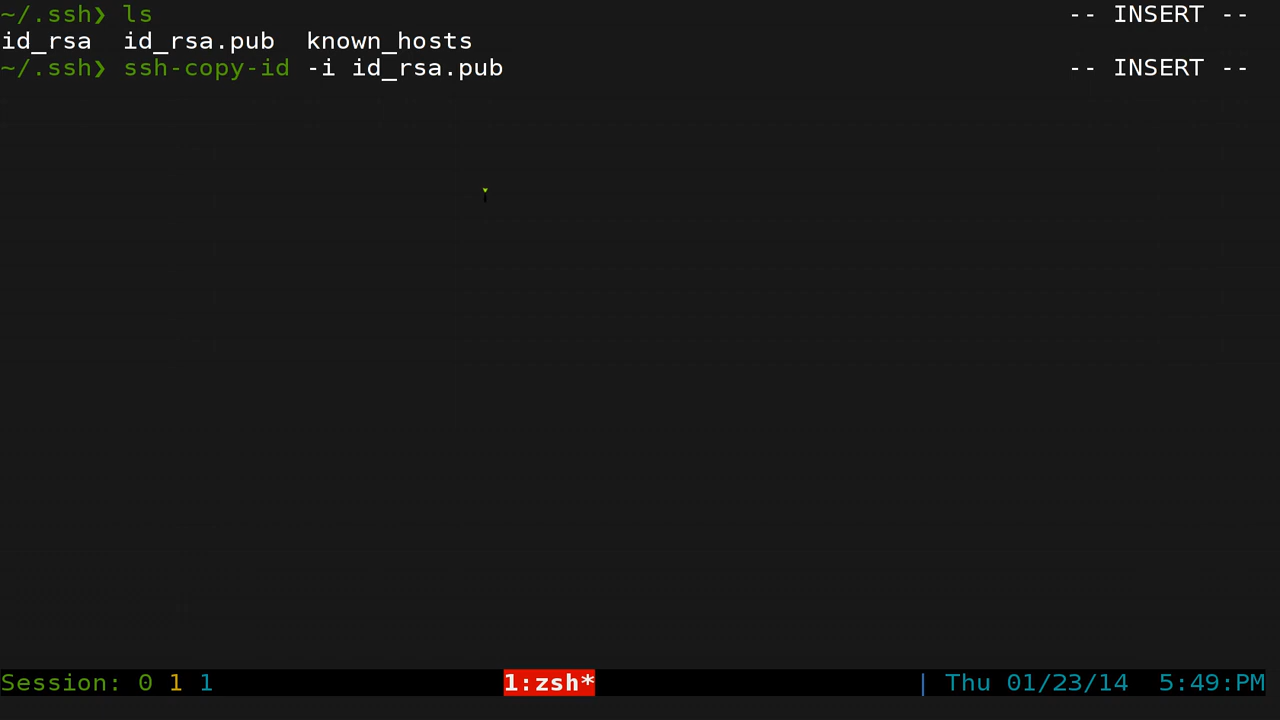 ~/.ssh❯ ls -- INSERT --
id_rsa id_rsa.pub known_hosts
~/.ssh❯ ssh-copy-id -i id_rsa.pub -- INSERT --
Session: 0 1 1 1:zsh* | Thu 01/23/14 5:49:PM